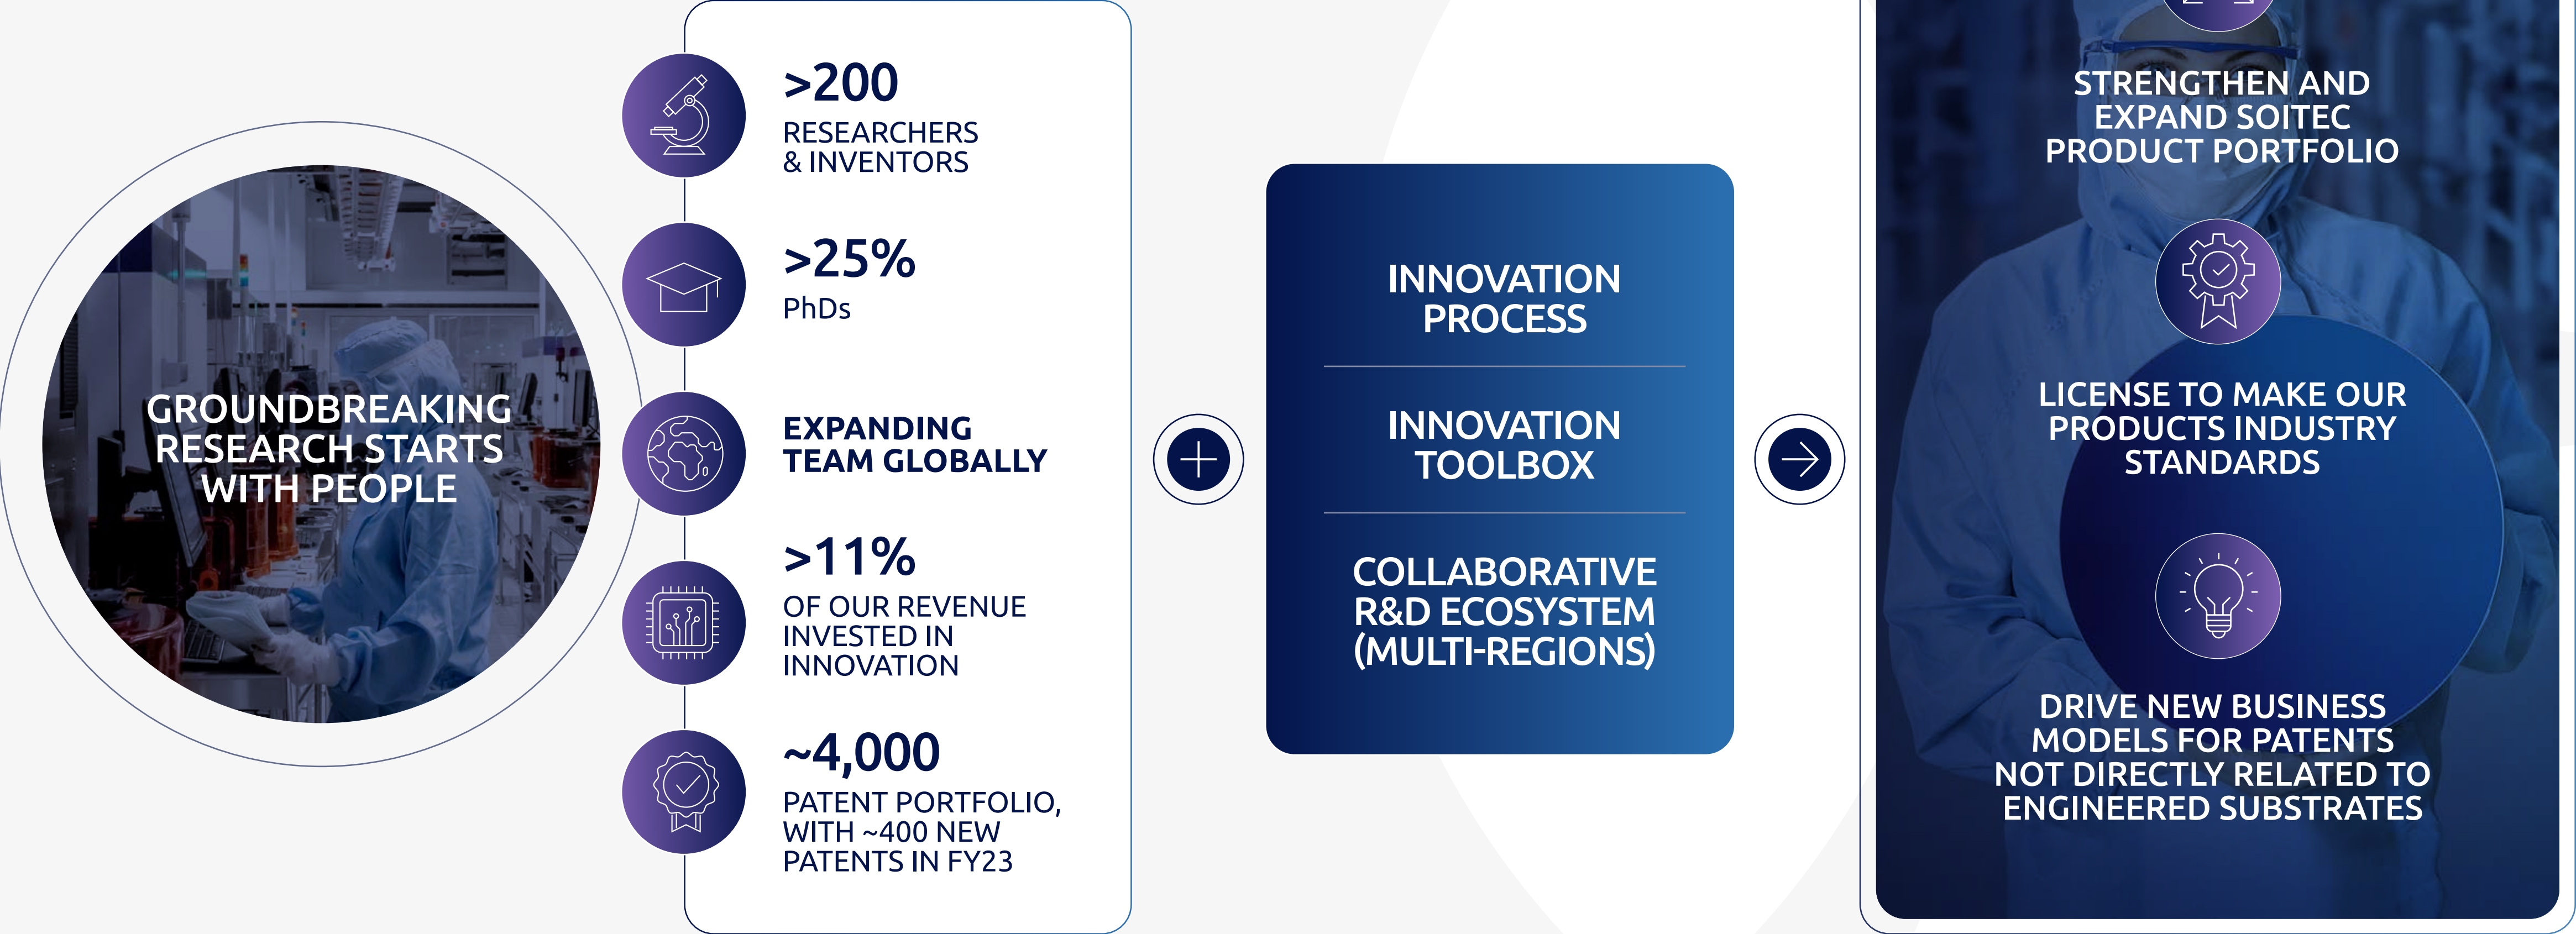 GROUNDBREAKING
RESEARCH STARTS
WITH PEOPLE
>200
RESEARCHERS
& INVENTORS
>25%
PhDs
EXPANDING
TEAM GLOBALLY
>11%
OF OUR REVENUE
INVESTED IN
INNOVATION
~4,000
PATENT PORTFOLIO,
WITH ~400 NEW
PATENTS IN FY23
INNOVATION
PROCESS
INNOVATION
TOOLBOX
COLLABORATIVE
R&D ECOSYSTEM
(MULTI-REGIONS)
STRENGTHEN AND
EXPAND SOITEC
PRODUCT PORTFOLIO
LICENSE TO MAKE OUR
PRODUCTS INDUSTRY
STANDARDS
DRIVE NEW BUSINESS
MODELS FOR PATENTS
NOT DIRECTLY RELATED TO
ENGINEERED SUBSTRATES